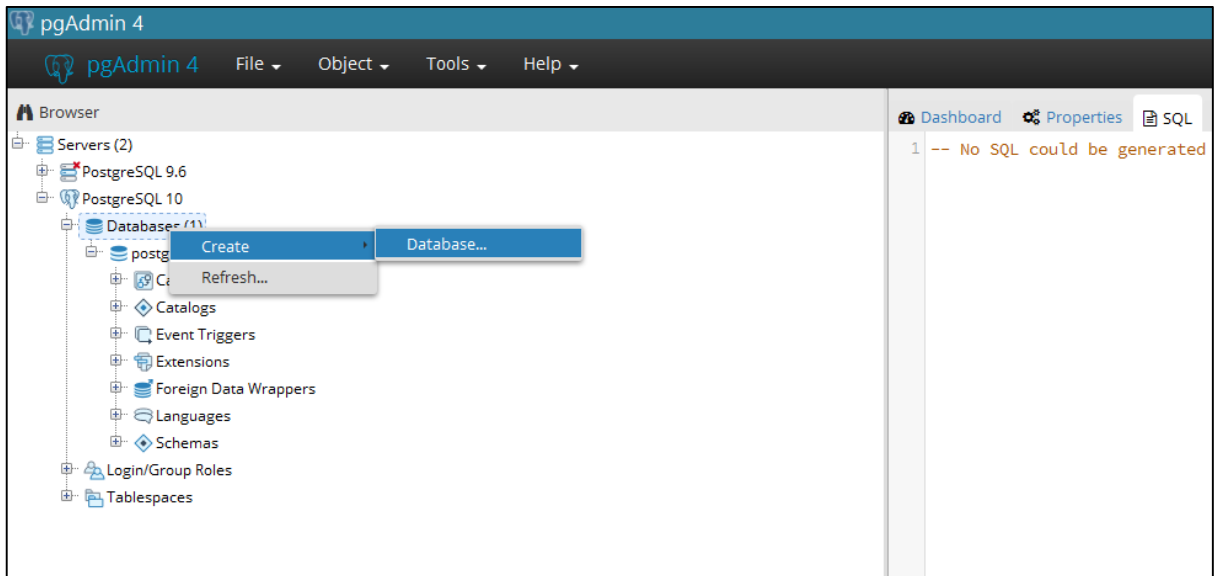 pgAdmin 4
pgAdmin 4 File Object Tools Help
Browser
Dashboard Properties SQL
Servers (2)
1 -- No SQL could be generated
PostgreSQL 9.6
PostgreSQL 10
Databases (1)
Create Database...
postg
Refresh...
Ca
Catalogs
Event Triggers
Extensions
Foreign Data Wrappers
Languages
Schemas
Login/Group Roles
Tablespaces